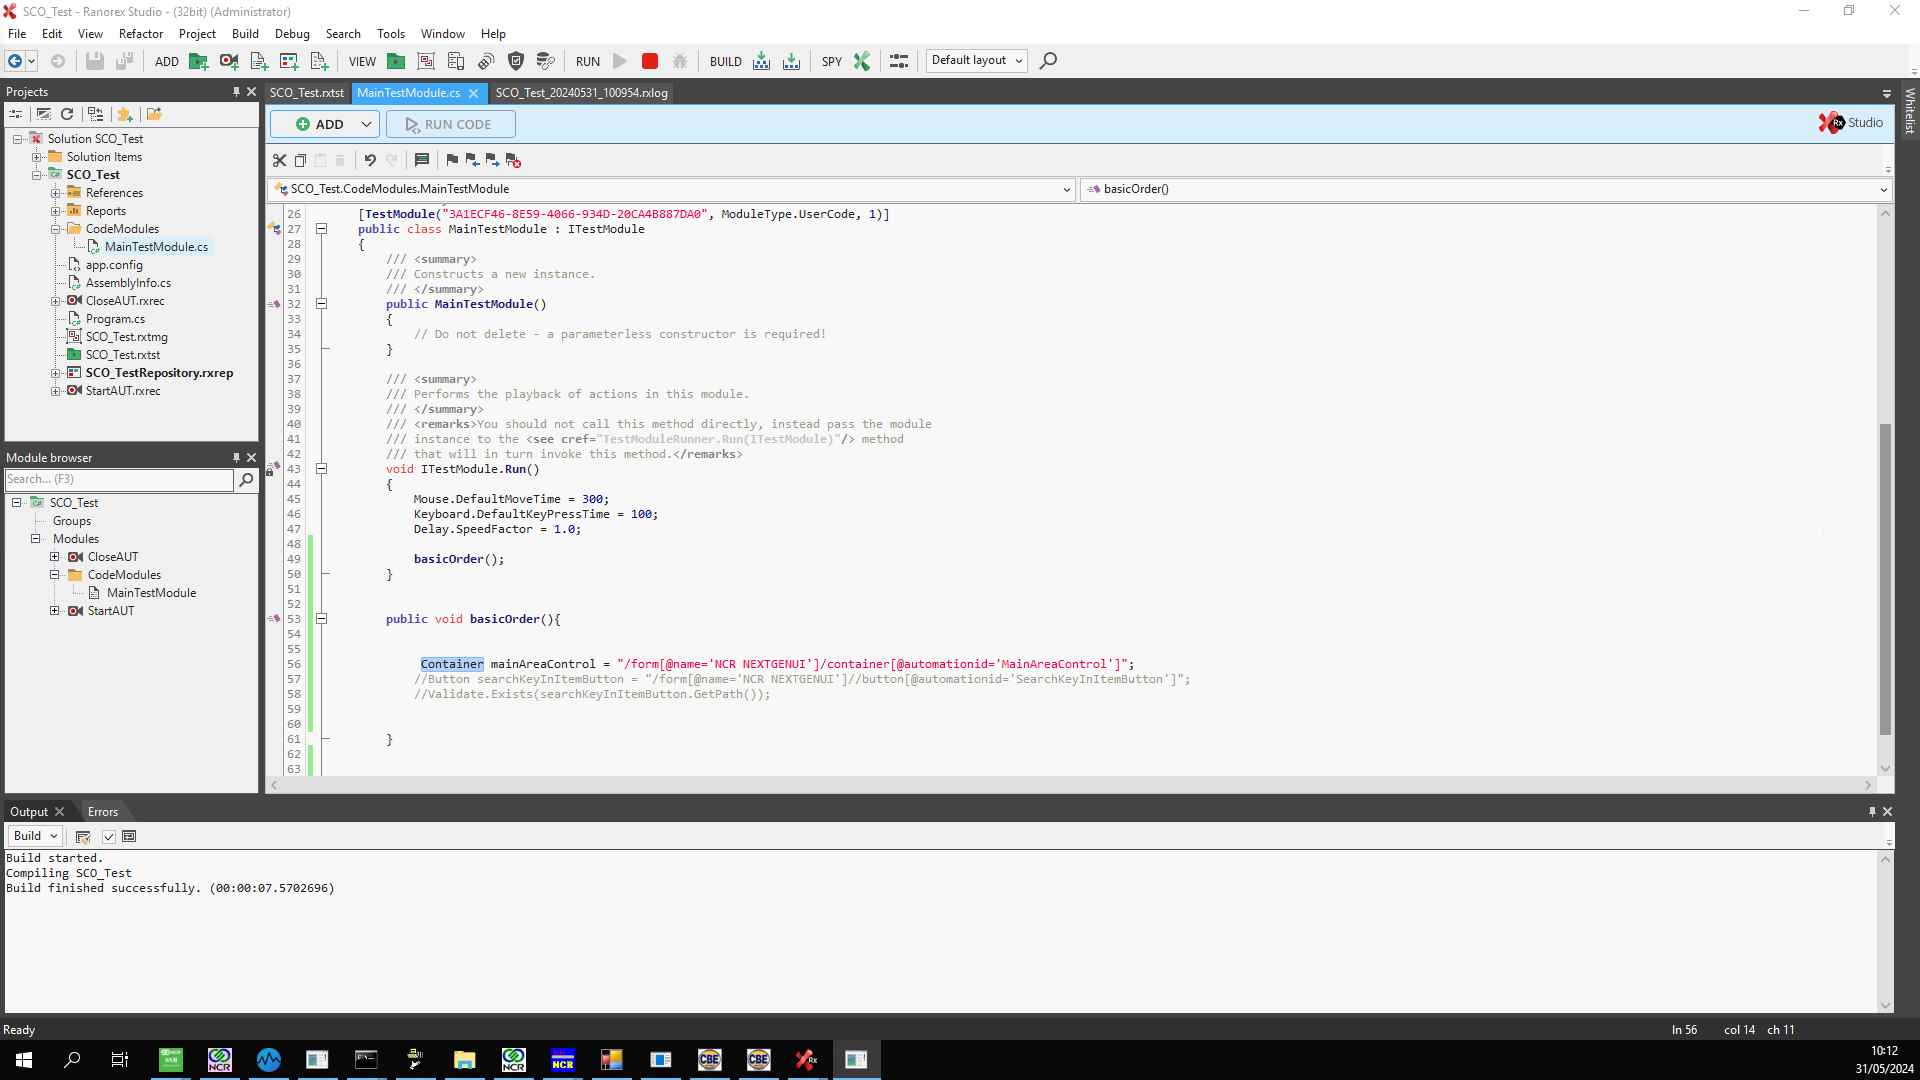 SCO_Test - Ranorex Studio - (32bit) (Administrator)
File Edit View Refactor Project Build Debug Search Tools Window Help
ADD VIEW RUN BUILD SPY Default layout
Projects
Solution SCO_Test
Solution Items
SCO_Test
References
Reports
CodeModules
MainTestModule.cs
app.config
AssemblyInfo.cs
CloseAUT.rxrec
Program.cs
SCO_Test.rxtmg
SCO_Test.rxtst
SCO_TestRepository.rxrep
StartAUT.rxrec
Module browser
Search... (F3)
SCO_Test
Groups
Modules
CloseAUT
CodeModules
MainTestModule
StartAUT
SCO_Test.rxtst MainTestModule.cs SCO_Test_20240531_100954.rxlog
ADD RUN CODE
Rx Studio
Whitelist
SCO_Test.CodeModules.MainTestModule basicOrder()
26 [TestModule("3A1ECF46-8E59-4066-934D-20CA4B887DA0", ModuleType.UserCode, 1)]
27 public class MainTestModule : ITestModule
28 {
29 /// <summary>
30 /// Constructs a new instance.
31 /// </summary>
32 public MainTestModule()
33 {
34 // Do not delete - a parameterless constructor is required!
35 }
36
37 /// <summary>
38 /// Performs the playback of actions in this module.
39 /// </summary>
40 /// <remarks>You should not call this method directly, instead pass the module
41 /// instance to the <see cref="TestModuleRunner.Run(ITestModule)"/> method
42 /// that will in turn invoke this method.</remarks>
43 void ITestModule.Run()
44 {
45 Mouse.DefaultMoveTime = 300;
46 Keyboard.DefaultKeyPressTime = 100;
47 Delay.SpeedFactor = 1.0;
48
49 basicOrder();
50 }
51
52
53 public void basicOrder(){
54
55
56 Container mainAreaControl = "/form[@name='NCR NEXTGENUI']/container[@automationid='MainAreaControl']";
57 //Button searchKeyInItemButton = "/form[@name='NCR NEXTGENUI']//button[@automationid='SearchKeyInItemButton']";
58 //Validate.Exists(searchKeyInItemButton.GetPath());
59
60
61 }
62
63
Output Errors
Build
Build started.
Compiling SCO_Test
Build finished successfully. (00:00:07.5702696)
Ready
ln 56 col 14 ch 11
NCR NCR NCR CBE CBE Rx
10:12
31/05/2024